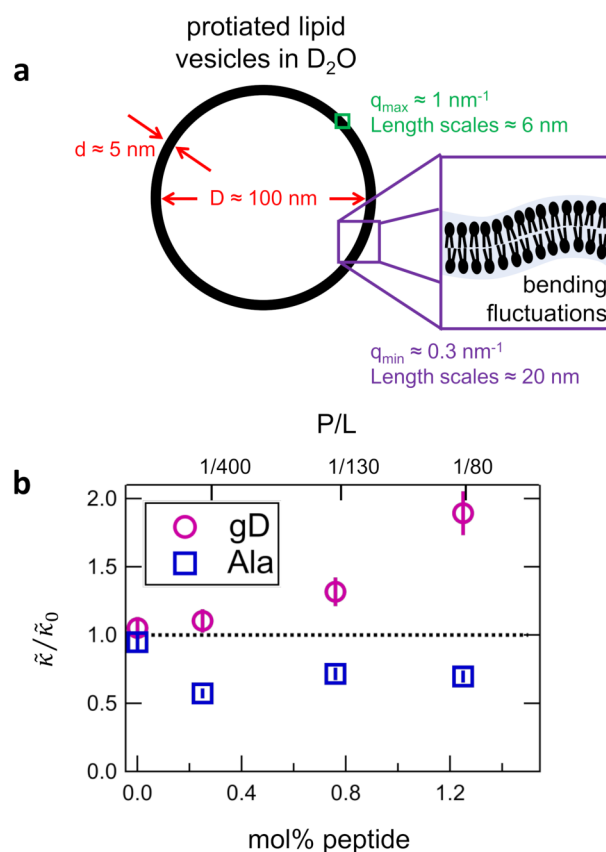 protiated lipid
vesicles in D₂O
a
qmax ≈ 1 nm⁻¹
Length scales ≈ 6 nm
d ≈ 5 nm
D ≈ 100 nm
bending
fluctuations
qmin ≈ 0.3 nm⁻¹
Length scales ≈ 20 nm
P/L
1/400 1/130 1/80
b
2.0
gD
Ala
1.5
κ̃/κ̃₀
1.0
0.5
0.0
0.0 0.4 0.8 1.2
mol% peptide